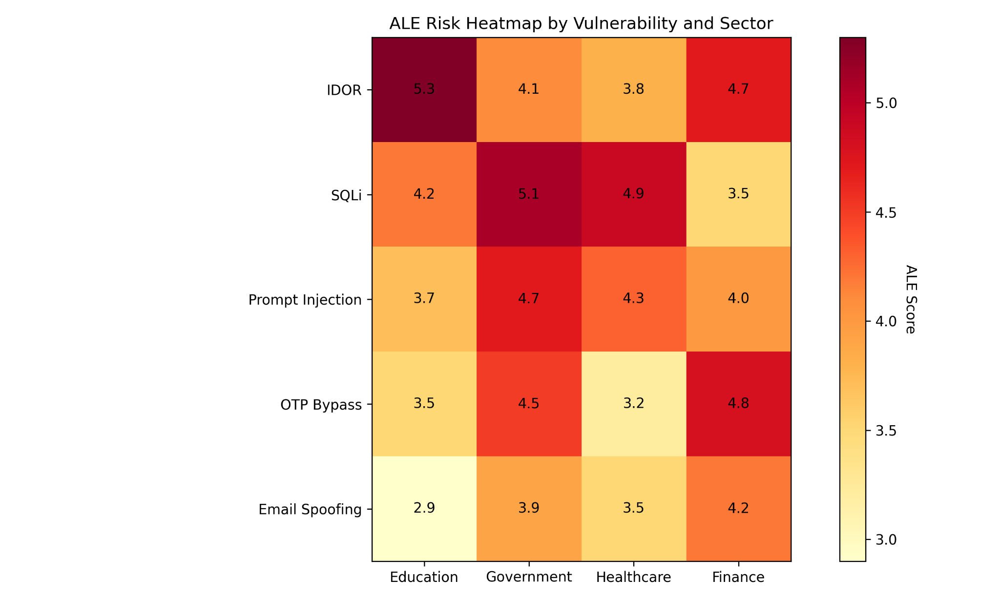 ALE Risk Heatmap by Vulnerability and Sector
IDOR 5.3 4.1 3.8 4.7
SQLi 4.2 5.1 4.9 3.5
Prompt Injection 3.7 4.7 4.3 4.0
OTP Bypass 3.5 4.5 3.2 4.8
Email Spoofing 2.9 3.9 3.5 4.2
Education Government Healthcare Finance
5.0
4.5
4.0
3.5
3.0
ALE Score